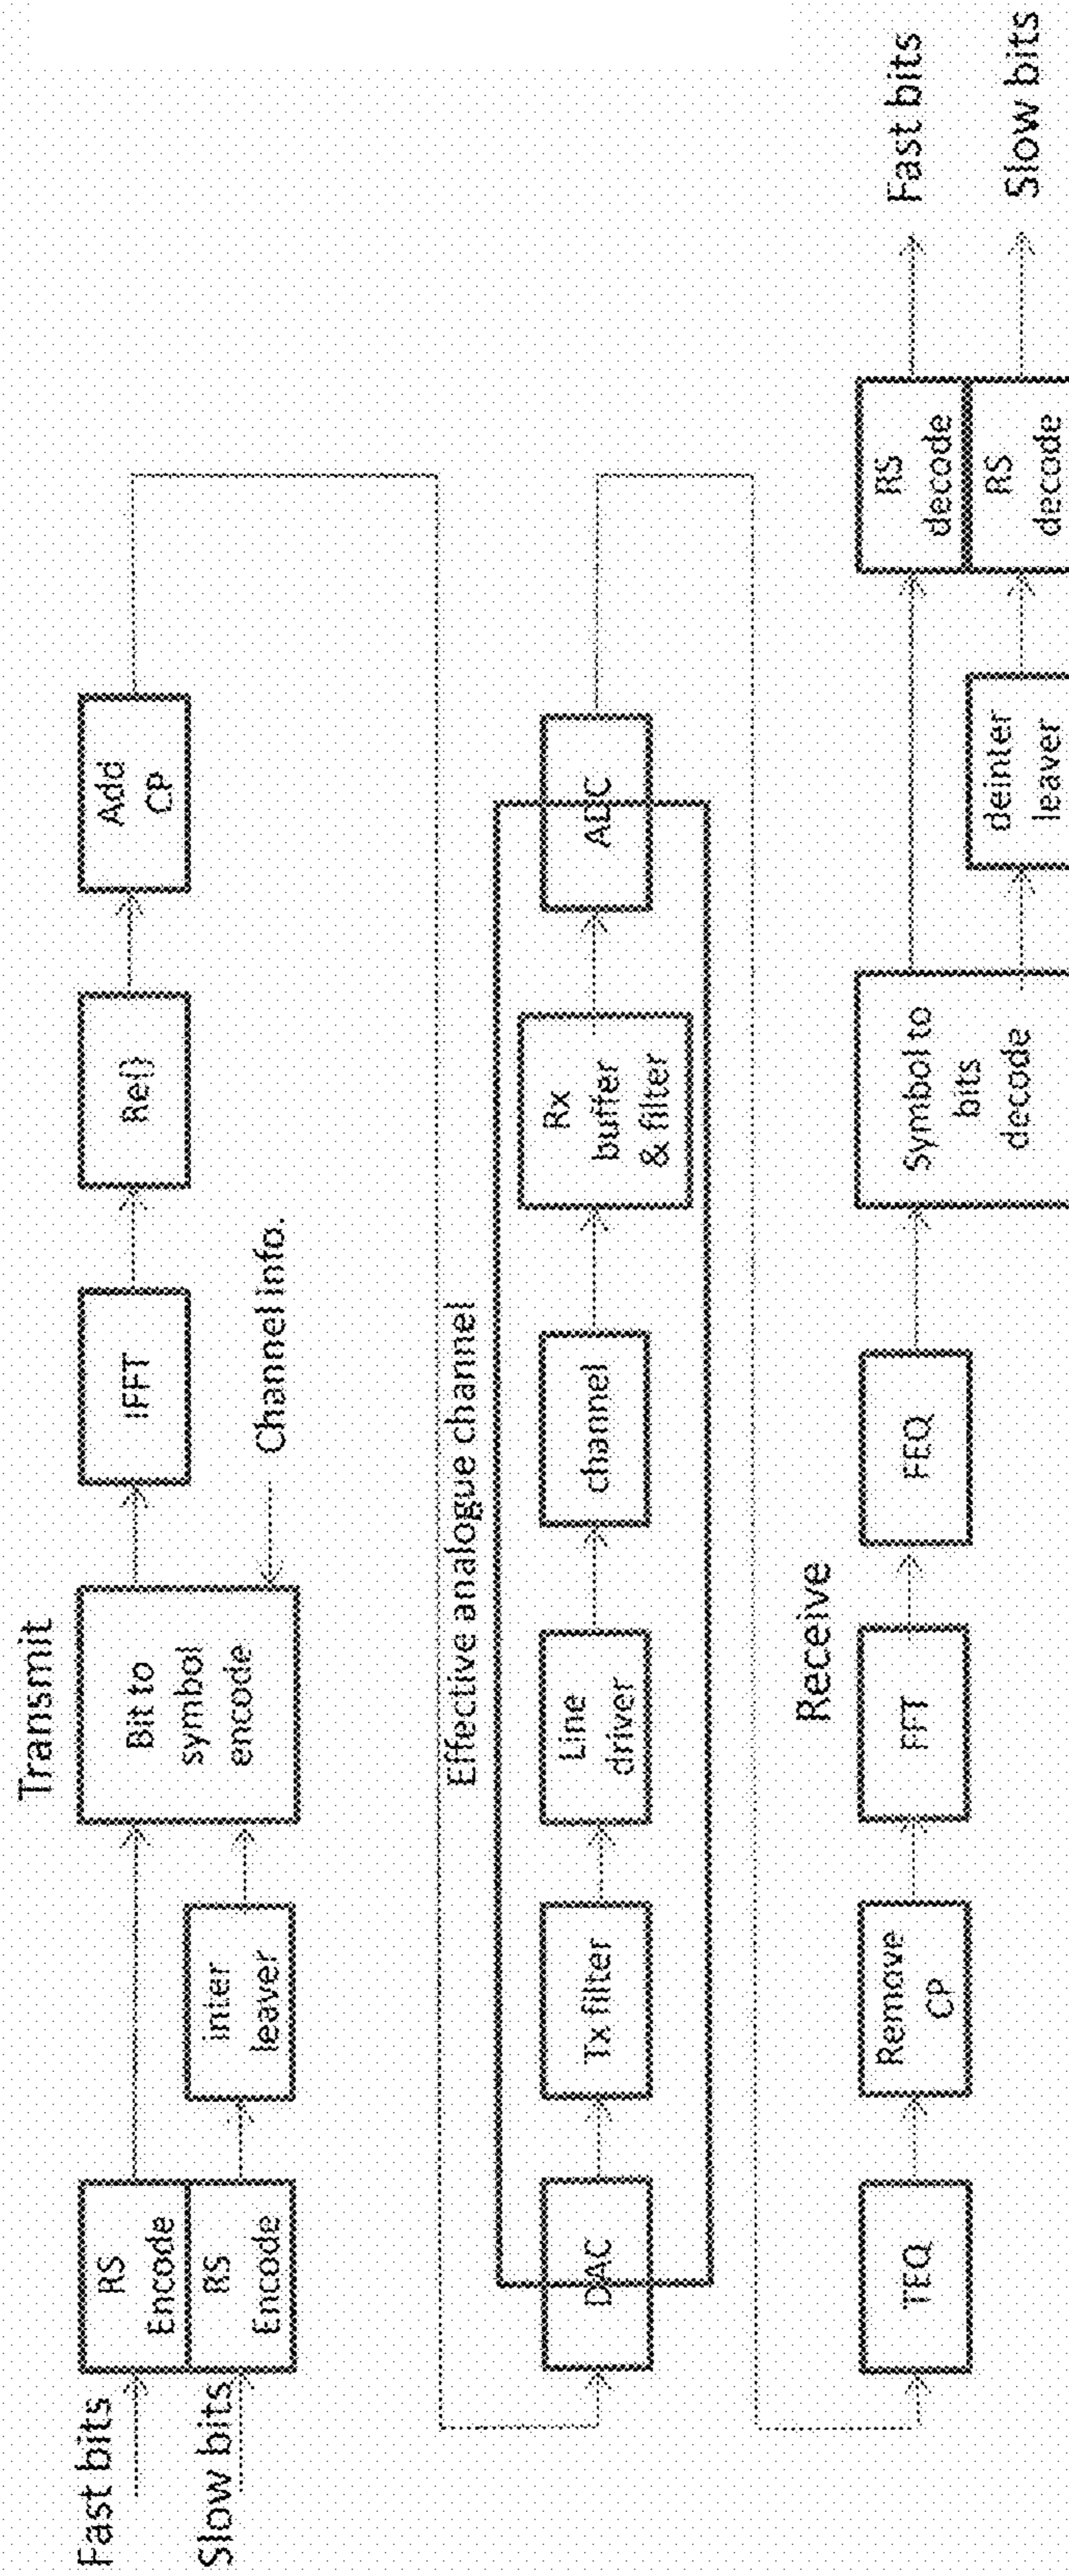 Transmit
Fast bits
Slow bits
RS
Encode
RS
Encode
inter
leaver
Bit to
symbol
encode
Channel info.
IFFT
Re{}
Add
CP
Effective analogue channel
DAC
Tx filter
Line
driver
channel
Rx
buffer
& filter
ADC
Receive
TEQ
Remove
CP
FFT
FEQ
Symbol to
bits
decode
deinter
leaver
RS
decode
RS
decode
Fast bits
Slow bits